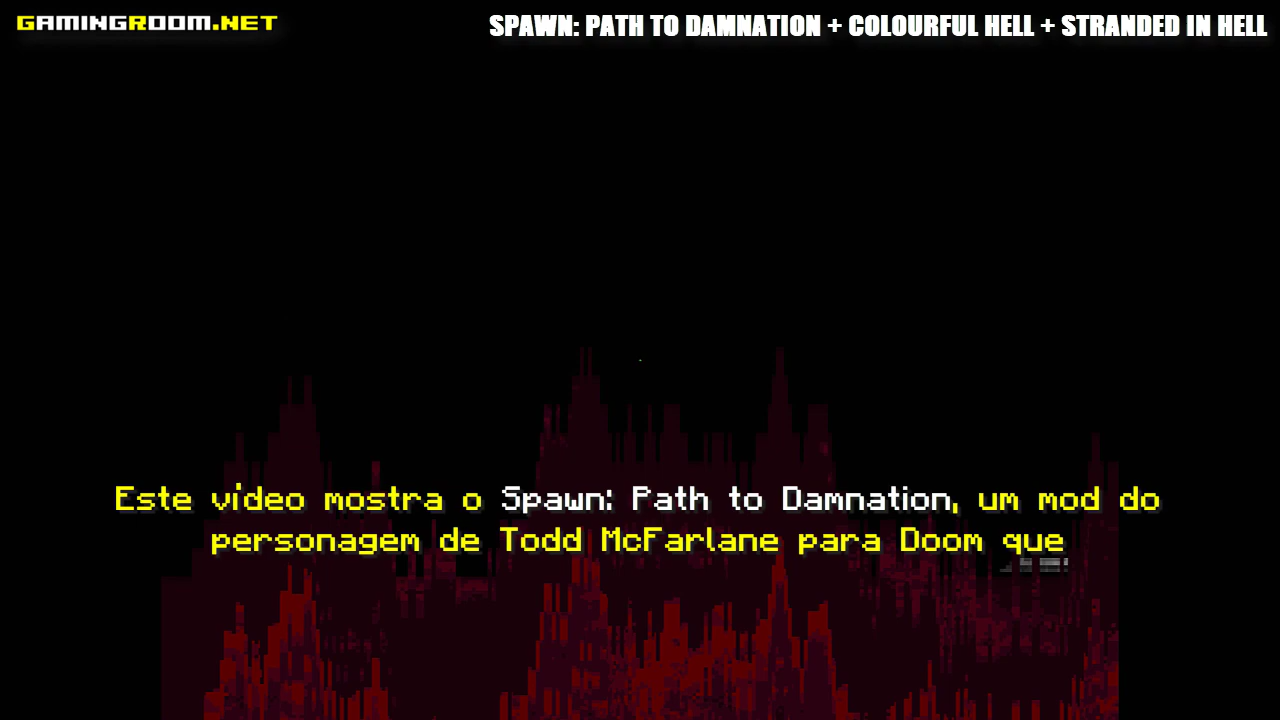 GAMINGROOM.NET
SPAWN: PATH TO DAMNATION + COLOURFUL HELL + STRANDED IN HELL
Este vídeo mostra o Spawn: Path to Damnation, um mod do
personagem de Todd McFarlane para Doom que